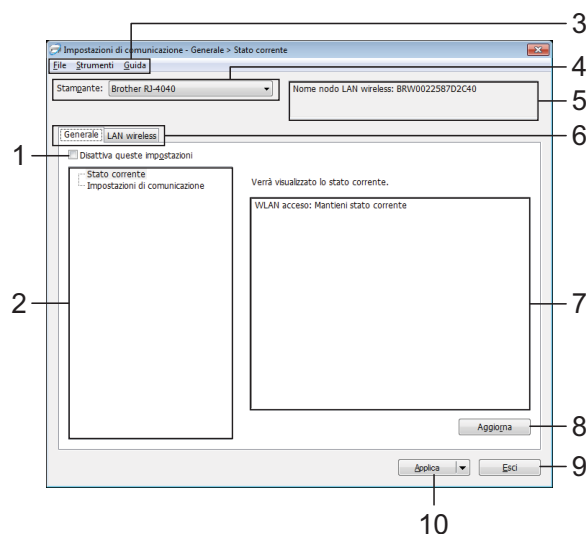 3
Impostazioni di comunicazione - Generale > Stato corrente
File Strumenti Guida
4
Stampante: Brother RJ-4040
Nome nodo LAN wireless: BRW0022587D2C40
5
Generale LAN wireless
6
1
Disattiva queste impostazioni
Stato corrente
Impostazioni di comunicazione
Verrà visualizzato lo stato corrente.
WLAN acceso: Mantieni stato corrente
2
7
Aggiorna
8
Applica
Esci
9
10